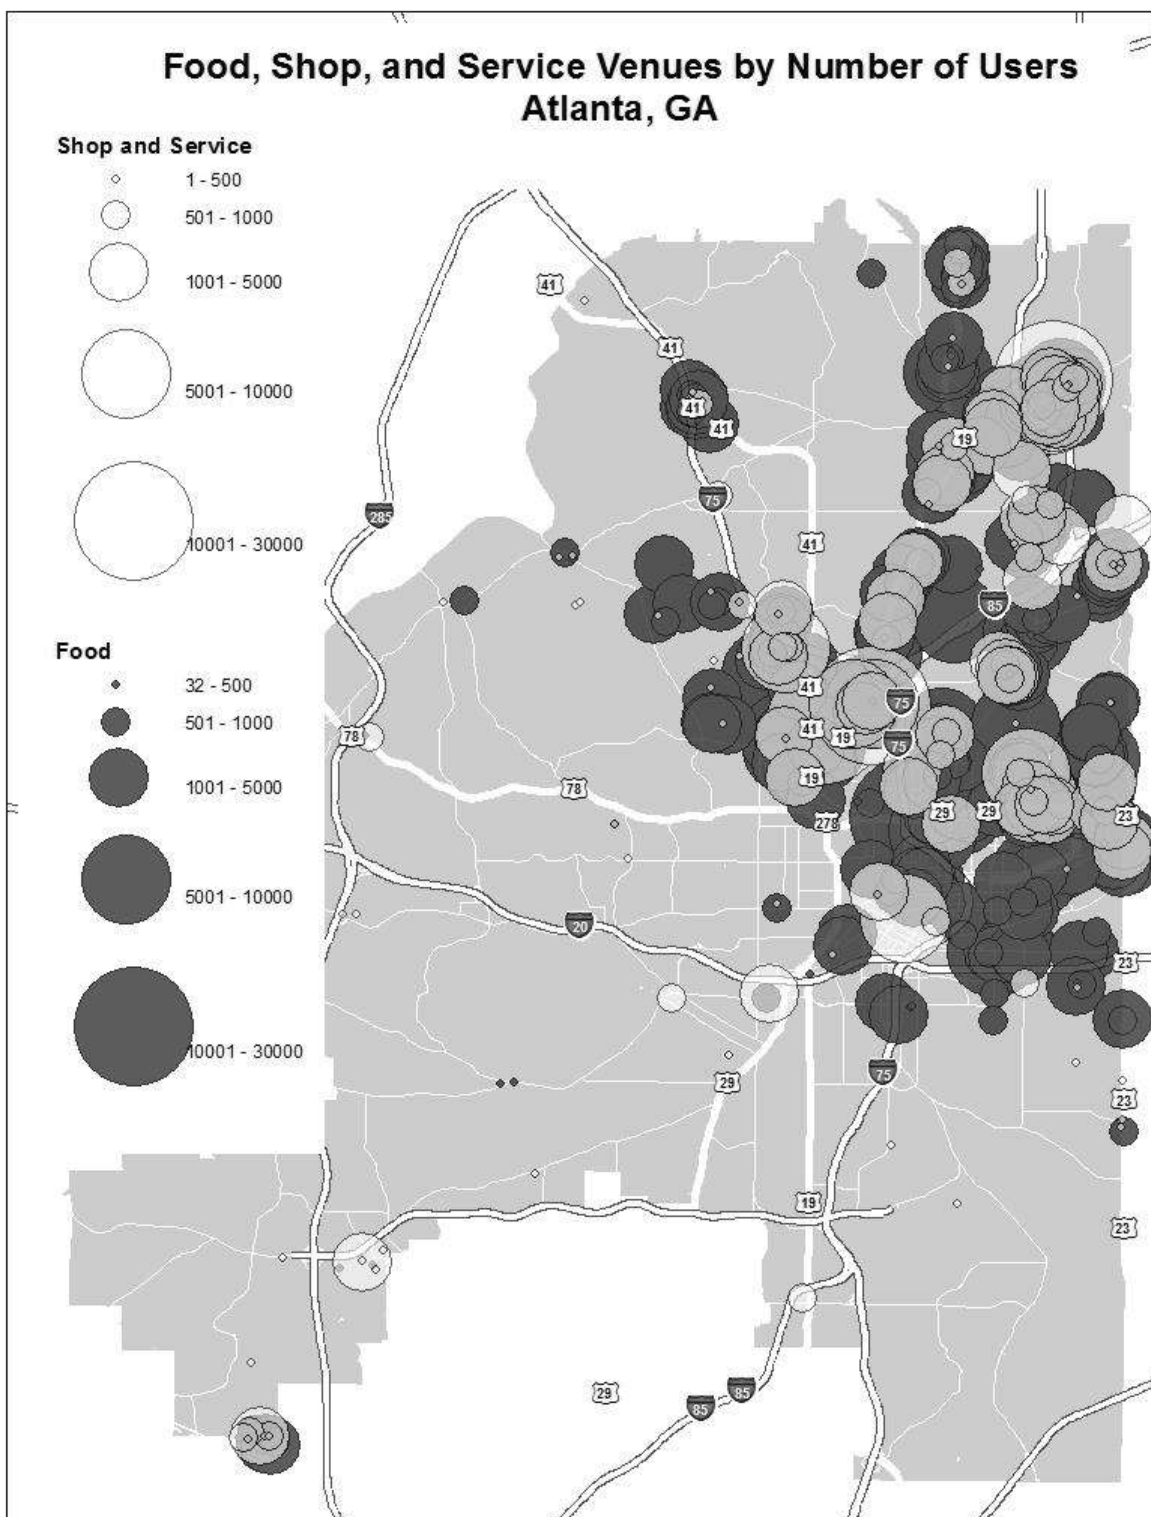 Food, Shop, and Service Venues by Number of Users
Atlanta, GA
Shop and Service
1 - 500
501 - 1000
1001 - 5000
5001 - 10000
10001 - 30000
Food
32 - 500
501 - 1000
1001 - 5000
5001 - 10000
10001 - 30000
41
41
41
41
19
75
285
41
85
41
75
78
41
19
75
19
78
29
29
23
278
20
23
29
75
23
19
23
29
85
85